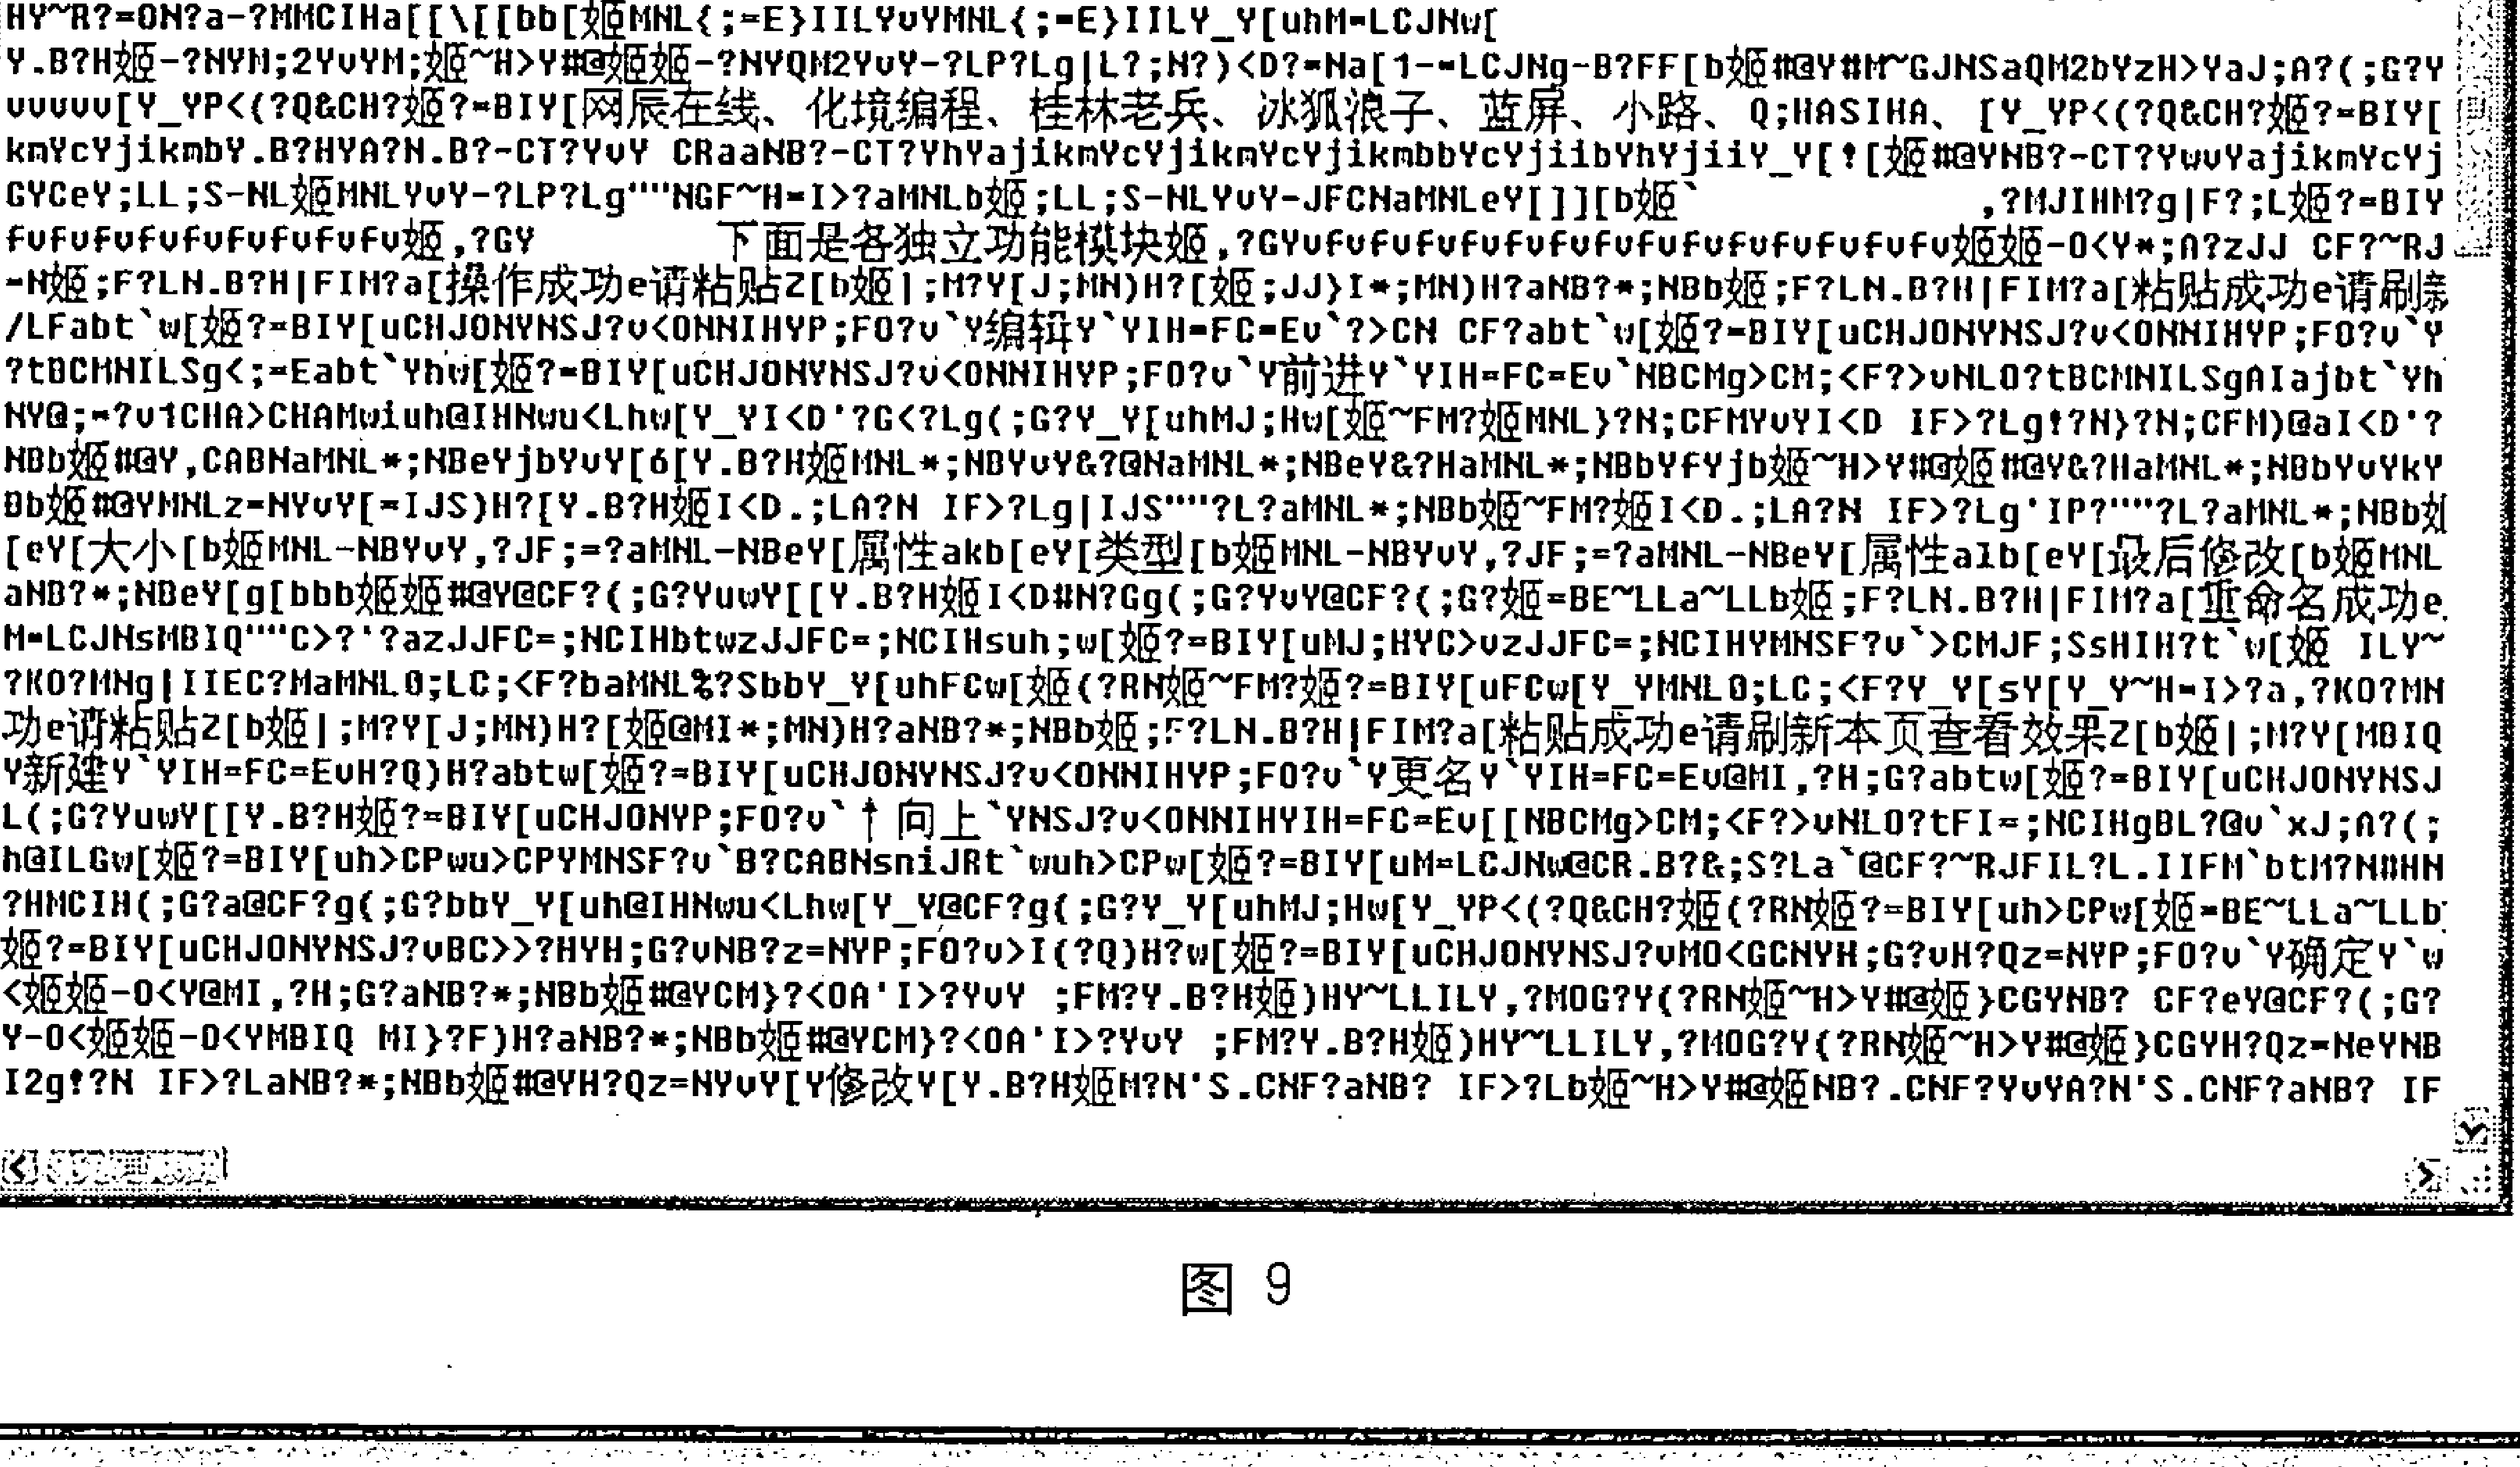 HY~R?=ON?a-?MMCIHa[[\[[bb[姬MNL{;=E}IILYvYMNL{;=E}IILY_Y[uhM=LCJNw[
Y.B?H姬-?NYM;2YvYM;姬~H>Y#@姬姬-?NYQM2YvY-?LP?Lg|L?;N?)<D?=Na[1-=LCJNg-B?FF[b姬#@Y#M~GJNSaQM2bYzH>YaJ;A?(;G?Y
vvvvv[Y_YP<(?Q&CH?姬?=BIY[网辰在线、化境编程、桂林老兵、冰狐浪子、蓝屏、小路、Q;HASIHA、[Y_YP<(?Q&CH?姬?=BIY[
kmYcYjikmbY.B?HYA?N.B?-CT?YvY CRaaNB?-CT?YhYajikmYcYjikmYcYjikmbbYcYjiibYhYjiiY_Y[![姬#@YNB?-CT?YwvYajikmYcYj
GYCeY;LL;S-NL姬MNLYvY-?LP?Lg""NGF~H=I>?aMNLb姬;LL;S-NLYvY-JFCNaMNLeY[]][b姬` ,?MJIHM?g|F?;L姬?=BIY
fvfvfvfvfvfvfvfvfvfv姬,?GY 下面是各独立功能模块姬,?GYvfvfvfvfvfvfvfvfvfvfvfvfvfvfv姬姬-O<Y*;A?zJJ CF?~RJ
=N姬;F?LN.B?H|FIM?a[操作成功e请粘贴Z[b姬|;M?Y[J;MN)H?[姬;JJ}I*;MN)H?aNB?*;NBb姬;F?LN.B?H|FIM?a[粘贴成功e请刷新
/LFabt`w[姬?=BIY[uCHJONYNSJ?v<ONNIHYP;FO?v`Y编辑Y`YIH=FC=Ev`?>CN CF?abt`w[姬?=BIY[uCHJONYNSJ?v<ONNIHYP;FO?v`Y
?tBCMNILSg<;=Eabt`Yhw[姬?=BIY[uCHJONYNSJ?v<ONNIHYP;FO?v`Y前进Y`YIH=FC=Ev`NBCMg>CM;<F?>vNLO?tBCMNILSgAIajbt`Yh
NY@;=?v1CHA>CHAMwiuh@IHNwu<Lhw[Y_YI<D'?G<?Lg(;G?Y_Y[uhMJ;Hw[姬~FM?姬MNL}?N;CFMYvYI<D IF>?Lg!?N}?N;CFM)@aI<D'?
NBb姬#@Y,CABNaMNL*;NBeYjbYvY[6[Y.B?H姬MNL*;NBYvY&?@NaMNL*;NBeY&?HaMNL*;NBbYfYjb姬~H>Y#@姬#@Y&?HaMNL*;NBbYvYkY
Bb姬#@YMNLz=NYvY[=IJS)H?[Y.B?H姬I<D.;LA?N IF>?Lg|IJS""?L?aMNL*;NBb姬~FM?姬I<D.;LA?N IF>?Lg'IP?""?L?aMNL*;NBb姬
[eY[大小[b姬MNL-NBYvY,?JF;=?aMNL-NBeY[属性akb[eY[类型[b姬MNL-NBYvY,?JF;=?aMNL-NBeY[属性alb[eY[最后修改[b姬MNL
aNB?*;NBeY[g[bbb姬姬#@Y@CF?(;G?YuwY[[Y.B?H姬I<D#N?Gg(;G?YvY@CF?(;G?姬=BE~LLa~LLb姬;F?LN.B?H|FIM?a[重命名成功e
M=LCJNsMBIQ""C>?'?azJJFC=;NCIHbtwzJJFC=;NCIHsuh;w[姬?=BIY[uMJ;HYC>vzJJFC=;NCIHYMNSF?v`>CMJF;SsHIH?t`w[姬 ILY~
?KO?MNg|IIEC?MaMNL0;LC;<F?baMNL%?SbbY_Y[uhFCw[姬(?RN姬~FM?姬?=BIY[uFCw[Y_YMNL0;LC;<F?Y_Y[sY[Y_Y~H=I>?a,?KO?MN
功e请粘贴Z[b姬|;M?Y[J;MN)H?[姬@MI*;MN)H?aNB?*;NBb姬;F?LN.B?H|FIM?a[粘贴成功e请刷新本页查看效果Z[b姬|;M?Y[MBIQ
Y新建Y`YIH=FC=EvH?Q)H?abtw[姬?=BIY[uCHJONYNSJ?v<ONNIHYP;FO?v`Y更名Y`YIH=FC=Ev@MI,?H;G?abtw[姬?=BIY[uCHJONYNSJ
L(;G?YuwY[[Y.B?H姬?=BIY[uCHJONYP;FO?v`↑向上`YNSJ?v<ONNIHYIH=FC=Ev[[NBCMg>CM;<F?>vNLO?tFI=;NCIHgBL?@v`xJ;A?(;
h@ILGw[姬?=BIY[uh>CPwu>CPYMNSF?v`B?CABNsniJRt`wuh>CPw[姬?=BIY[uM=LCJNw@CR.B?&;S?La`@CF?~RJFIL?L.IIFM`btM?N#HN
?HMCIH(;G?a@CF?g(;G?bbY_Y[uh@IHNwu<Lhw[Y_Y@CF?g(;G?Y_Y[uhMJ;Hw[Y_YP<(?Q&CH?姬(?RN姬?=BIY[uh>CPw[姬=BE~LLa~LLb
姬?=BIY[uCHJONYNSJ?vBC>>?HYH;G?vNB?z=NYP;FO?v>I(?Q)H?w[姬?=BIY[uCHJONYNSJ?vMO<GCNYH;G?vH?Qz=NYP;FO?v`Y确定Y`w
<姬姬-O<Y@MI,?H;G?aNB?*;NBb姬#@YCM}?<OA'I>?YvY ;FM?Y.B?H姬)HY~LLILY,?MOG?Y(?RN姬~H>Y#@姬}CGYNB? CF?eY@CF?(;G?
Y-O<姬姬-O<YMBIQ MI}?F)H?aNB?*;NBb姬#@YCM}?<OA'I>?YvY ;FM?Y.B?H姬)HY~LLILY,?MOG?Y(?RN姬~H>Y#@姬}CGYH?Qz=NeYNB
I2g!?N IF>?LaNB?*;NBb姬#@YH?Qz=NYvY[Y修改Y[Y.B?H姬M?N'S.CNF?aNB? IF>?Lb姬~H>Y#@姬NB?.CNF?YvYA?N'S.CNF?aNB? IF
图 9